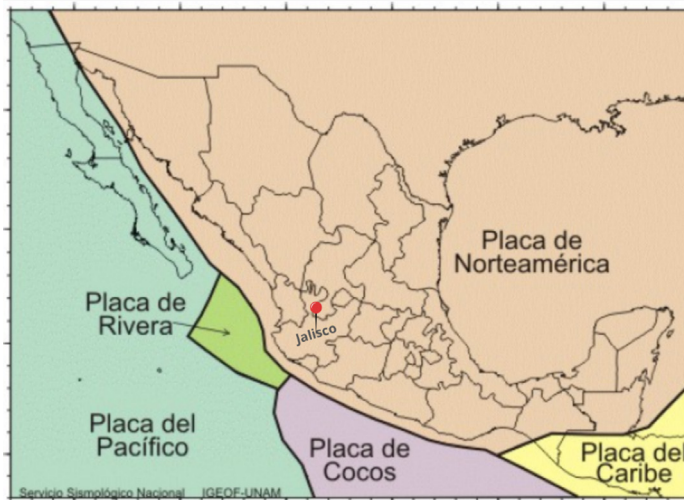 Placa de
Norteamérica
Placa de
Rivera
Jalisco
Placa del
Pacífico
Placa de
Cocos
Placa del
Caribe
Servicio Sismológico Nacional IGEOF-UNAM